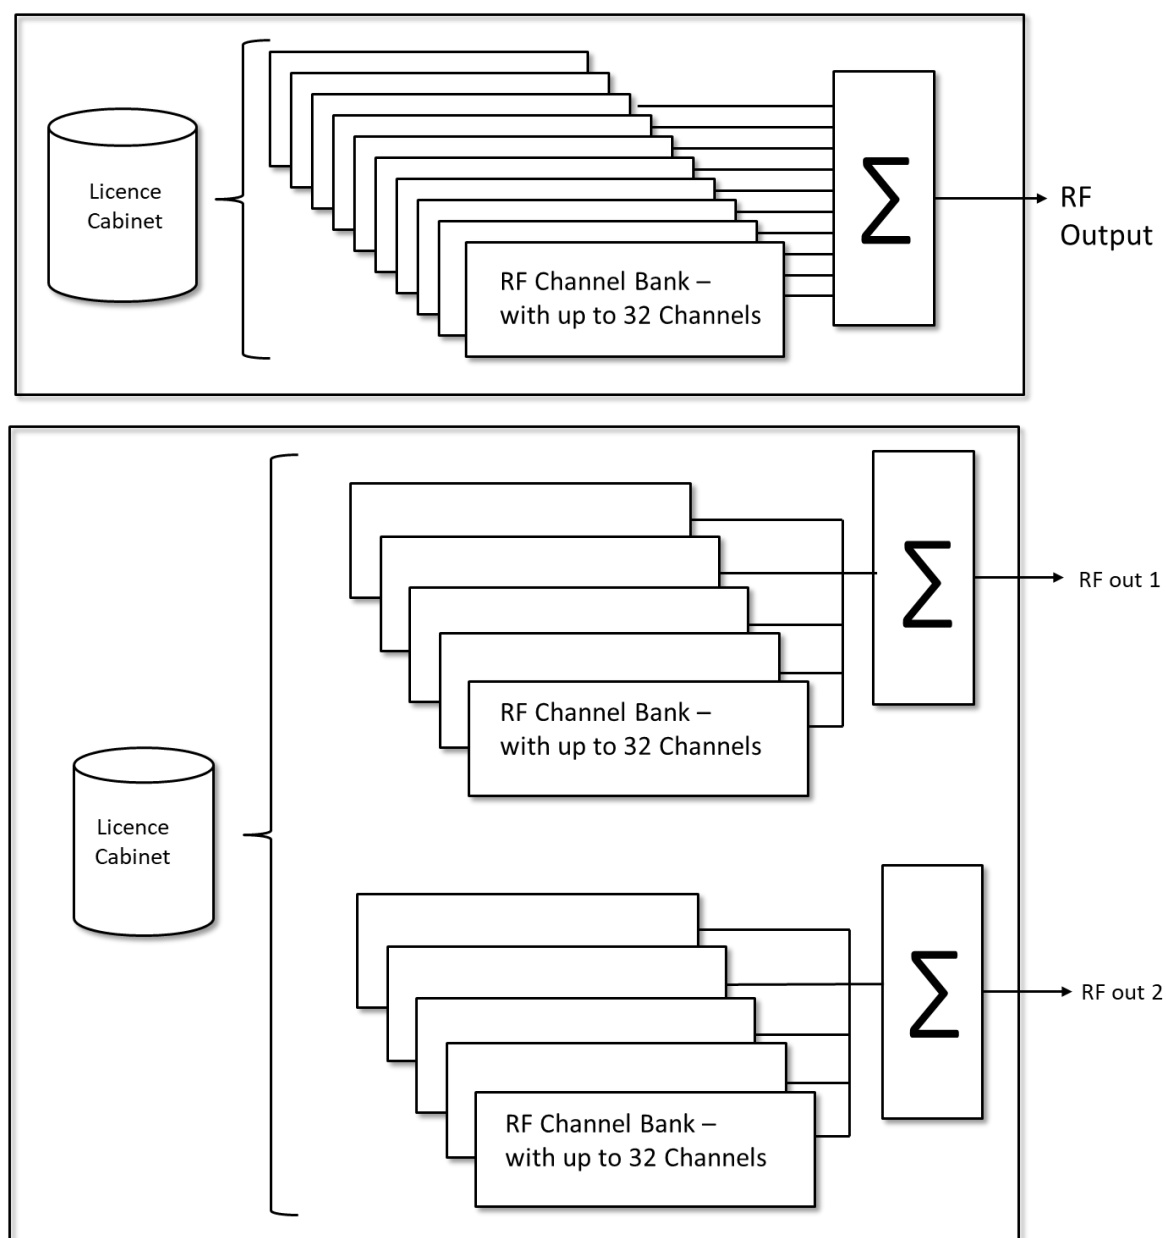 Licence
Cabinet
RF Channel Bank –
with up to 32 Channels
∑
RF
Output
Licence
Cabinet
RF Channel Bank –
with up to 32 Channels
∑
RF out 1
RF Channel Bank –
with up to 32 Channels
∑
RF out 2